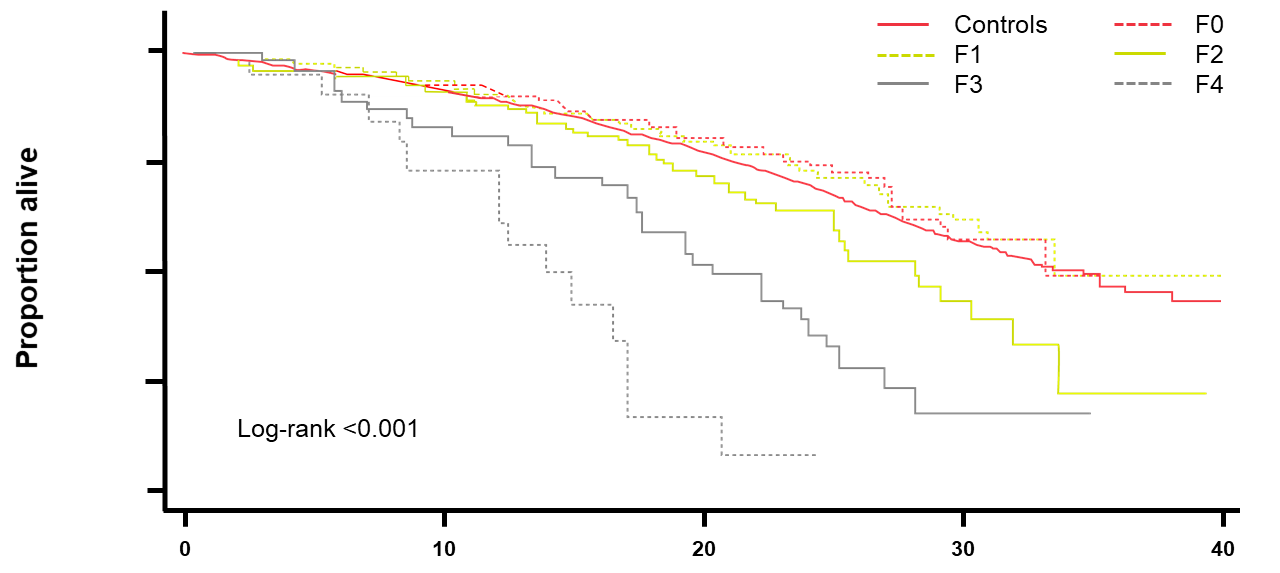 Controls F0
F1 F2
F3 F4
Proportion alive
Log-rank <0.001
0 10 20 30 40